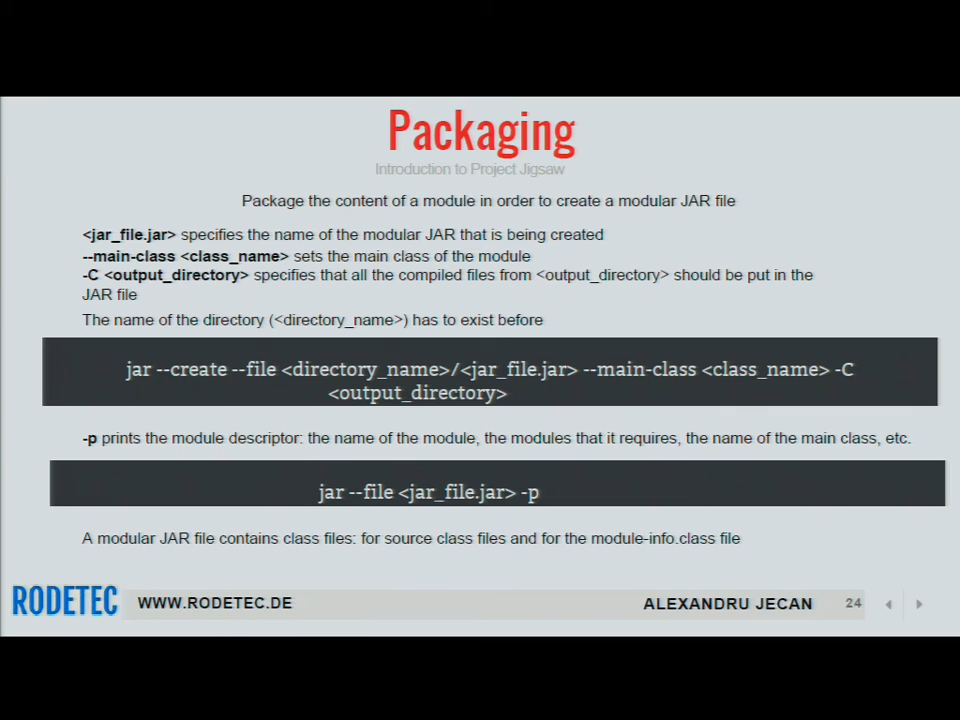 Packaging
Introduction to Project Jigsaw
Package the content of a module in order to create a modular JAR file
<jar_file.jar> specifies the name of the modular JAR that is being created
--main-class <class_name> sets the main class of the module
-C <output_directory> specifies that all the compiled files from <output_directory> should be put in the
JAR file
The name of the directory (<directory_name>) has to exist before
jar --create --file <directory_name>/<jar_file.jar> --main-class <class_name> -C
<output_directory>
-p prints the module descriptor: the name of the module, the modules that it requires, the name of the main class, etc.
jar --file <jar_file.jar> -p
A modular JAR file contains class files: for source class files and for the module-info.class file
RODETEC WWW.RODETEC.DE ALEXANDRU JECAN 24